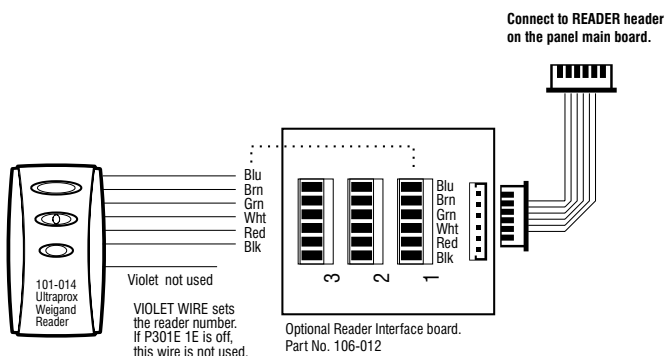 Connect to READER header
on the panel main board.
Blu
Brn
Grn
Wht
Red
Blk
Blu
Brn
Grn
Wht
Red
Blk
3
2
1
101-014
Ultraprox
Weigand
Reader
Violet not used
VIOLET WIRE sets
the reader number.
If P301E 1E is off,
this wire is not used.
Optional Reader Interface board.
Part No. 106-012